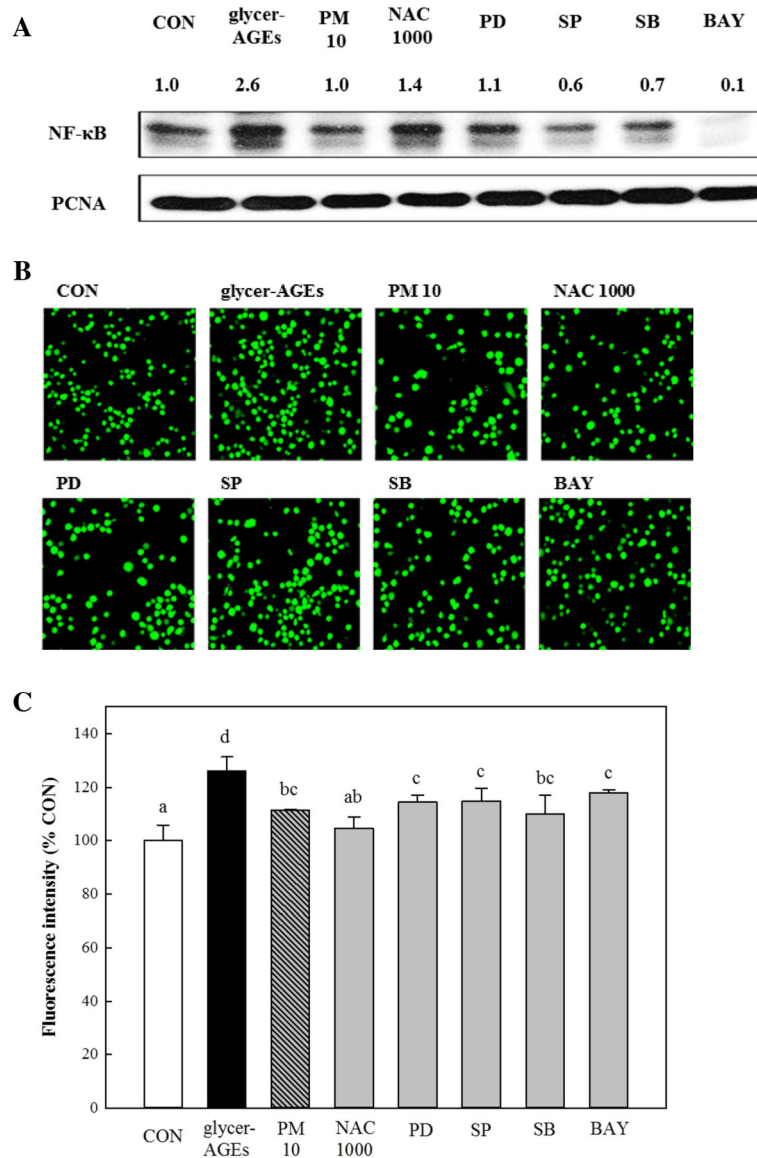 A
CON glycer-AGEs PM 10 NAC 1000 PD SP SB BAY
1.0 2.6 1.0 1.4 1.1 0.6 0.7 0.1
NF-κB
PCNA
B
CON glycer-AGEs PM 10 NAC 1000
PD SP SB BAY
C
Fluorescence intensity (% CON)
140
120
100
80
60
40
20
0
a d bc ab c c bc c
CON glycer-AGEs PM 10 NAC 1000 PD SP SB BAY